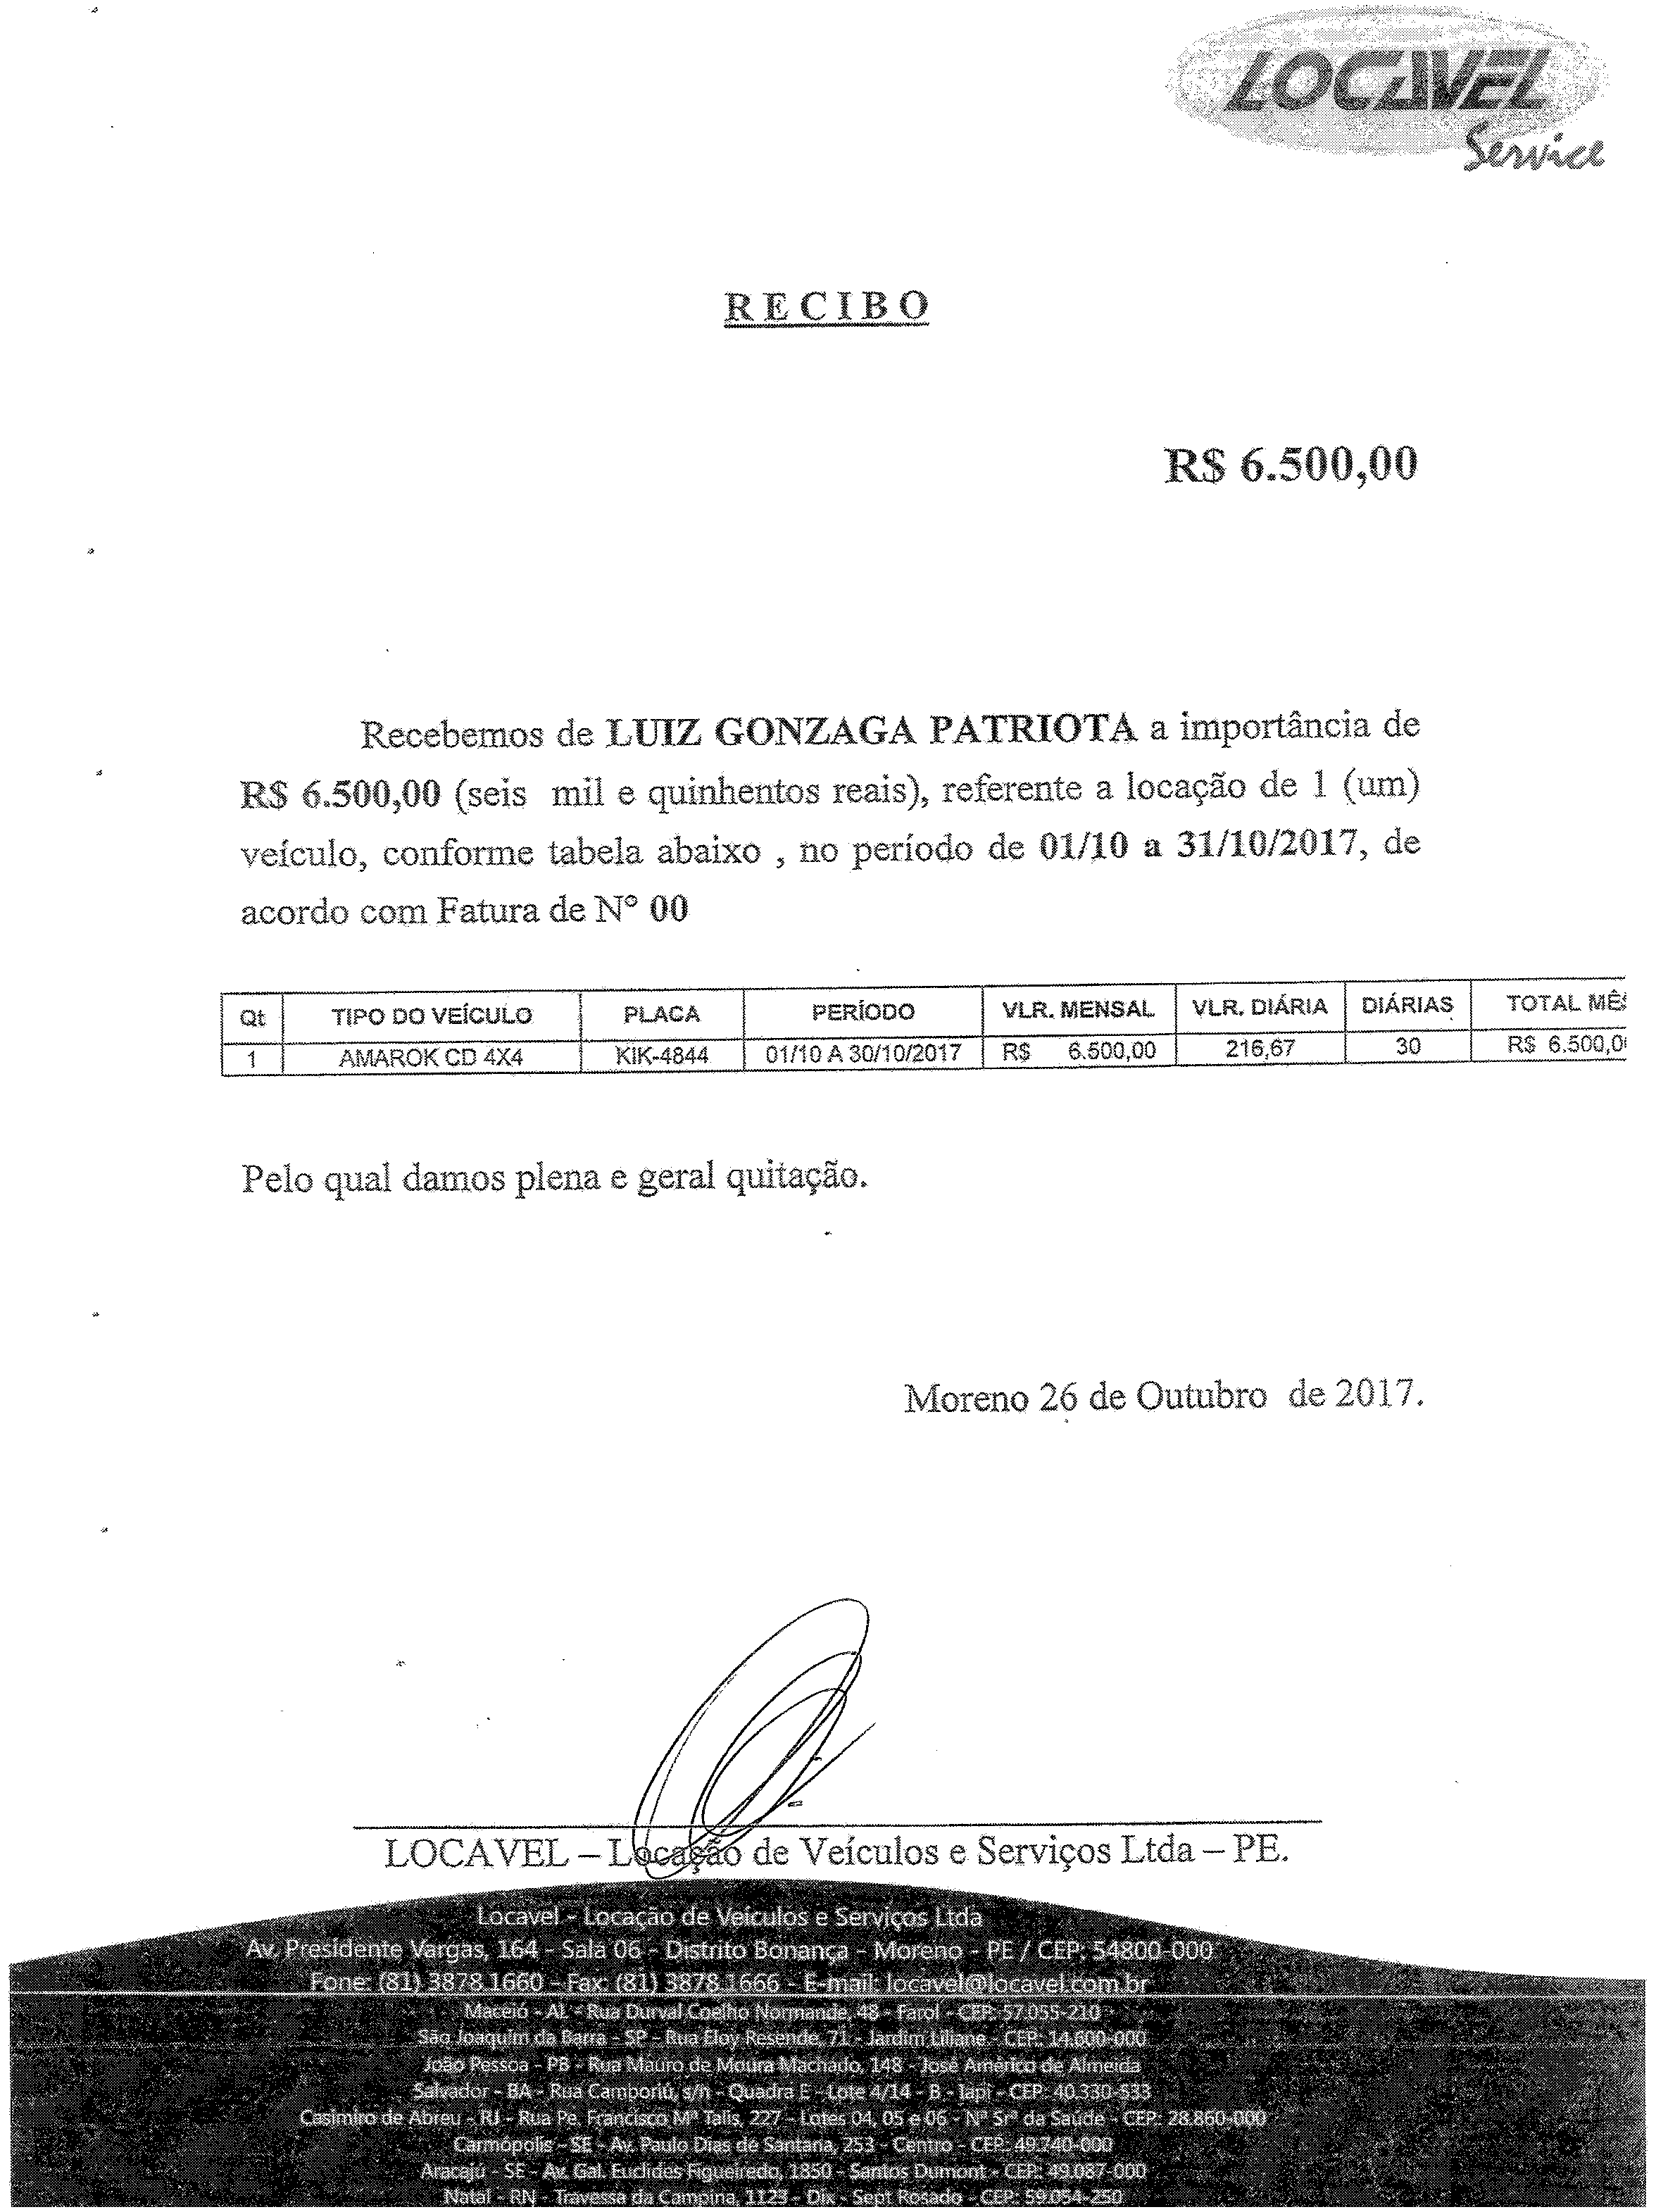 LOCAVEL
Service
RECIBO
R$ 6.500,00
Recebemos de LUIZ GONZAGA PATRIOTA a importância de
R$ 6.500,00 (seis mil e quinhentos reais), referente a locação de 1 (um)
veículo, conforme tabela abaixo , no período de 01/10 a 31/10/2017, de
acordo com Fatura de Nº 00
Qt TIPO DO VEÍCULO PLACA PERÍODO VLR. MENSAL VLR. DIÁRIA DIÁRIAS TOTAL MÊS
1 AMAROK CD 4X4 KIK-4844 01/10 A 30/10/2017 R$ 6.500,00 216,67 30 R$ 6.500,0
Pelo qual damos plena e geral quitação.
Moreno 26 de Outubro de 2017.
LOCAVEL – Locação de Veículos e Serviços Ltda – PE.
Locavel - Locação de Veículos e Serviços Ltda
Av. Presidente Vargas, 164 - Sala 06 - Distrito Bonança - Moreno - PE / CEP: 54800-000
Fone: (81) 3878.1660 - Fax: (81) 3878.1666 - E-mail: locavel@locavel.com.br
Maceió - AL - Rua Durval Coelho Normande, 48 - Farol - CEP: 57.055-210
São Joaquim da Barra - SP - Rua Eloy Resende, 71 - Jardim Liliane - CEP: 14.600-000
João Pessoa - PB - Rua Mauro de Moura Machado, 148 - José Américo de Almeida
Salvador - BA - Rua Camboriú, s/n - Quadra E - Lote 4/14 - B - Iapi - CEP: 40.330-533
Casimiro de Abreu - RJ - Rua Pe. Francisco Mª Talis, 227 - Lotes 04, 05 e 06 - Nª Srª da Saúde - CEP: 28.860-000
Carmópolis - SE - Av. Paulo Dias de Santana, 253 - Centro - CEP: 49.740-000
Aracajú - SE - Av. Gal. Euclides Figueiredo, 1850 - Santos Dumont - CEP: 49.087-000
Natal - RN - Travessa da Campina, 1123 - Dix - Sept Rosado - CEP: 59.054-250